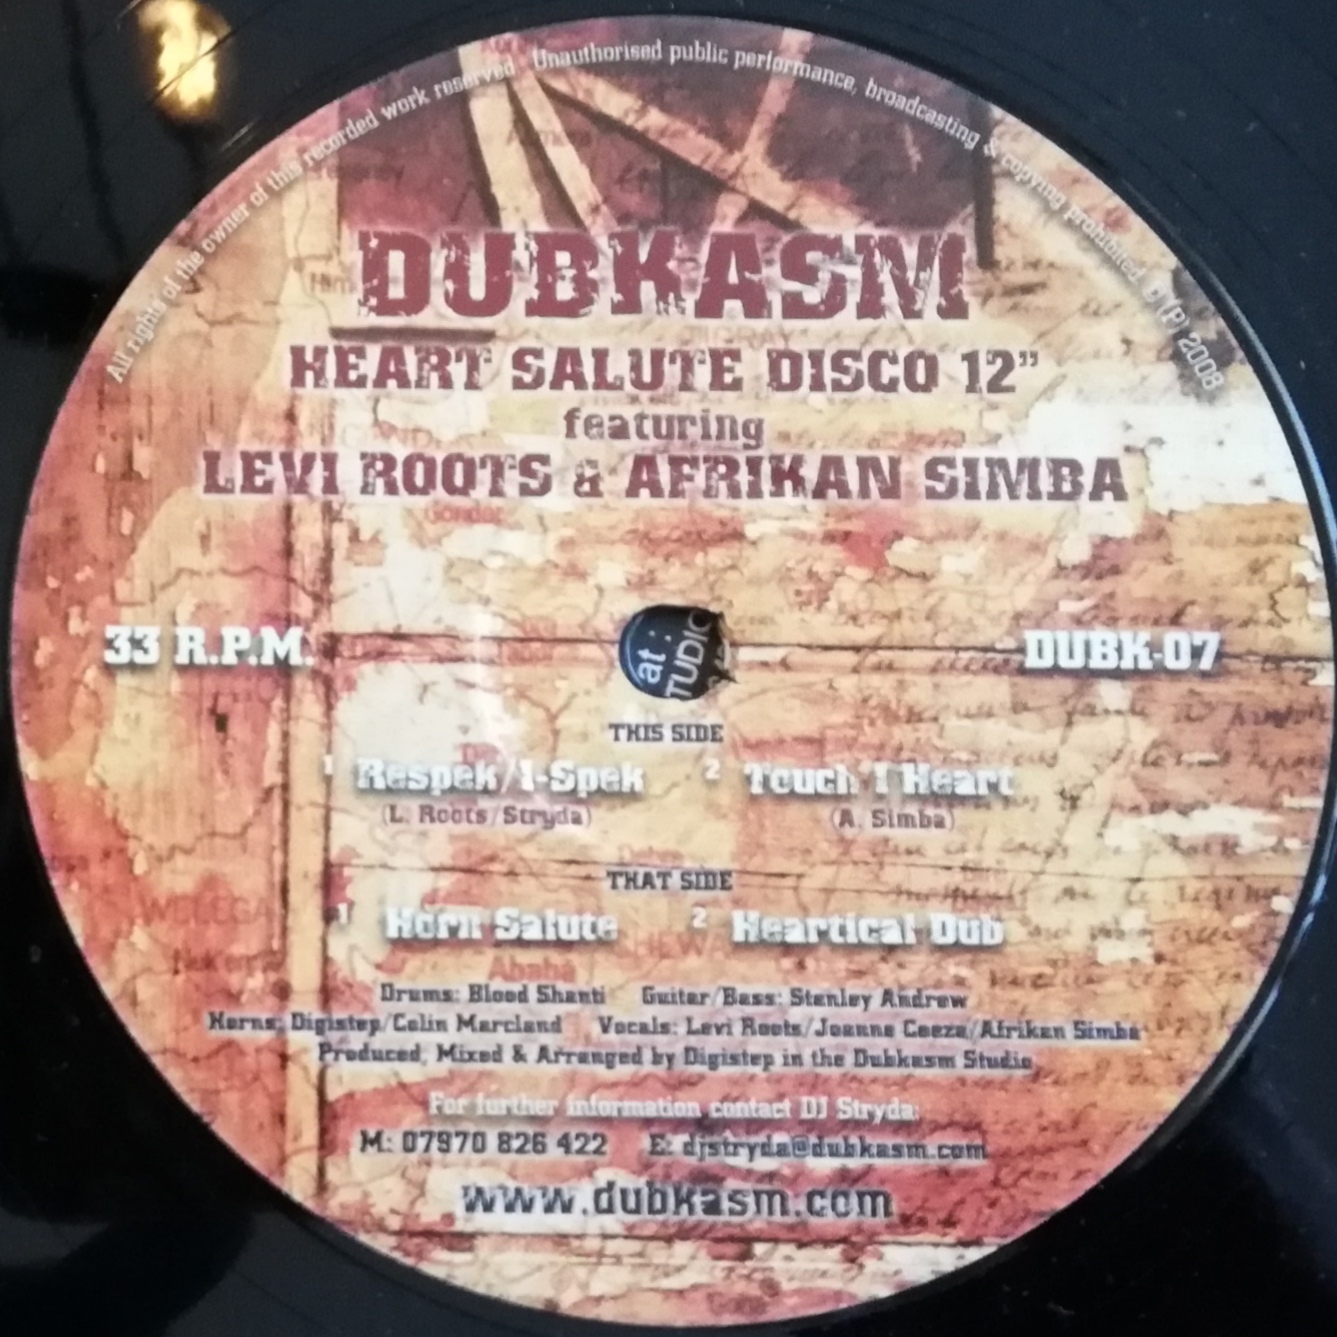 All rights of the owner of this recorded work reserved. Unauthorised public performance, broadcasting & copying prohibited. © (P) 2008
DUBKASM
HEART SALUTE DISCO 12”
featuring
LEVI ROOTS & AFRIKAN SIMBA
33 R.P.M.
at:
TUDIO
DUBK-07
THIS SIDE
1 Respek/I-Spek 2 Touch I Heart
(L. Roots/Stryda) (A. Simba)
THAT SIDE
1 Horn Salute 2 Heartical Dub
Drums: Blood Shanti Guitar/Bass: Stanley Andrew
Horns: Digistep/Colin Marcland Vocals: Levi Roots/Joanna Ceeza/Afrikan Simba
Produced, Mixed & Arranged by Digistep in the Dubkasm Studio
For further information contact DJ Stryda:
M: 07970 826 422 E: djstryda@dubkasm.com
www.dubkasm.com